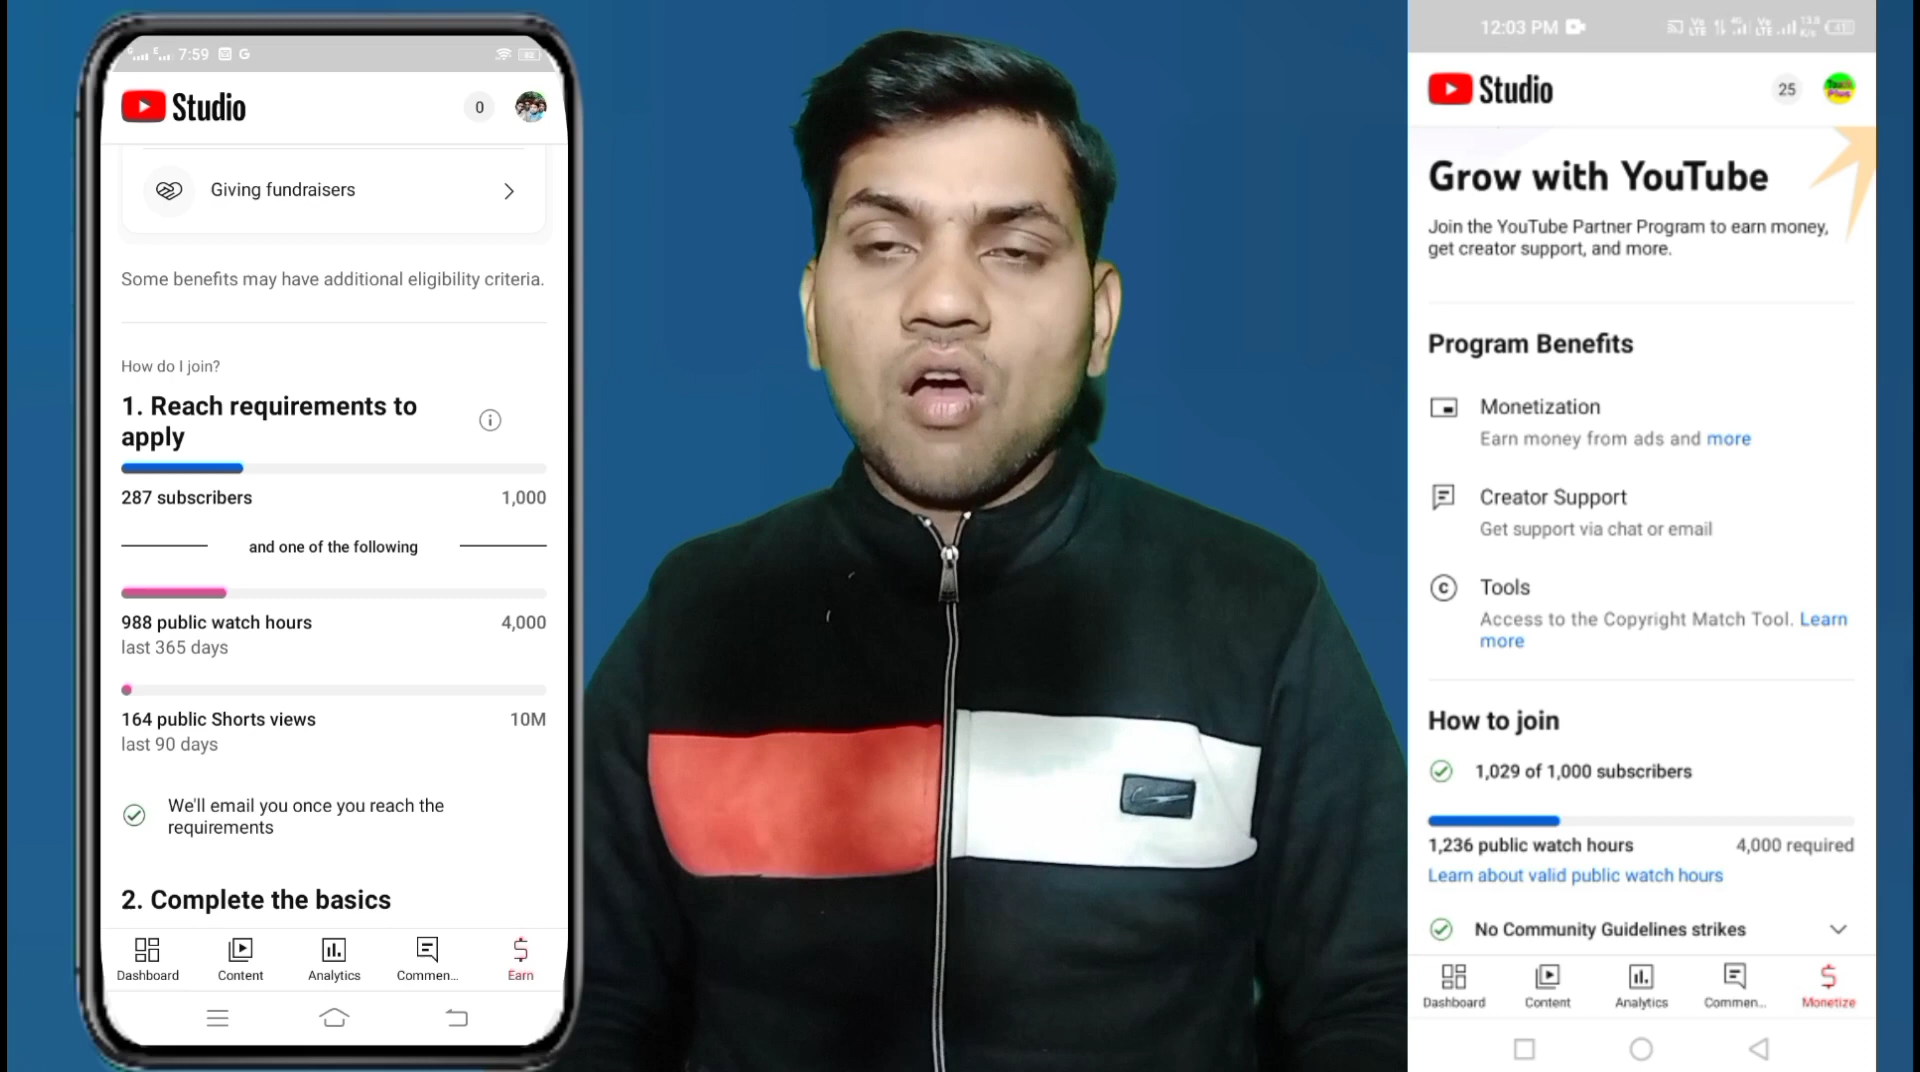 7:59
Studio
0
Giving fundraisers
Some benefits may have additional eligibility criteria.
How do I join?
1. Reach requirements to
apply
287 subscribers 1,000
and one of the following
988 public watch hours 4,000
last 365 days
164 public Shorts views 10M
last 90 days
We'll email you once you reach the
requirements
2. Complete the basics
Dashboard Content Analytics Commen... Earn
12:03 PM
Studio
25
Grow with YouTube
Join the YouTube Partner Program to earn money,
get creator support, and more.
Program Benefits
Monetization
Earn money from ads and more
Creator Support
Get support via chat or email
Tools
Access to the Copyright Match Tool. Learn
more
How to join
1,029 of 1,000 subscribers
1,236 public watch hours 4,000 required
Learn about valid public watch hours
No Community Guidelines strikes
Dashboard Content Analytics Commen... Monetize